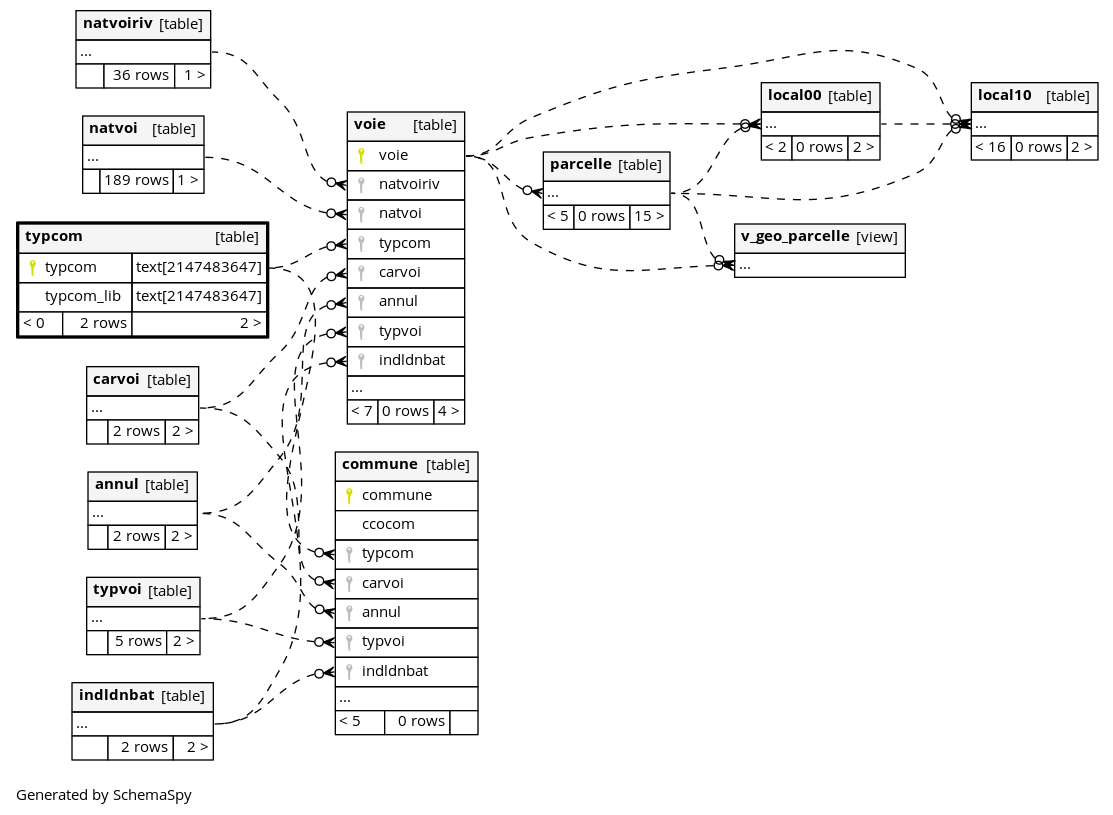 natvoiriv [table]
...
36 rows 1 >
natvoi [table]
...
189 rows 1 >
typcom [table]
typcom text[2147483647]
typcom_lib text[2147483647]
< 0 2 rows 2 >
carvoi [table]
...
2 rows 2 >
annul [table]
...
2 rows 2 >
typvoi [table]
...
5 rows 2 >
indldnbat [table]
...
2 rows 2 >
voie [table]
voie
natvoiriv
natvoi
typcom
carvoi
annul
typvoi
indldnbat
...
< 7 0 rows 4 >
commune [table]
commune
ccocom
typcom
carvoi
annul
typvoi
indldnbat
...
< 5 0 rows
parcelle [table]
...
< 5 0 rows 15 >
local00 [table]
...
< 2 0 rows 2 >
v_geo_parcelle [view]
...
local10 [table]
...
< 16 0 rows 2 >
Generated by SchemaSpy